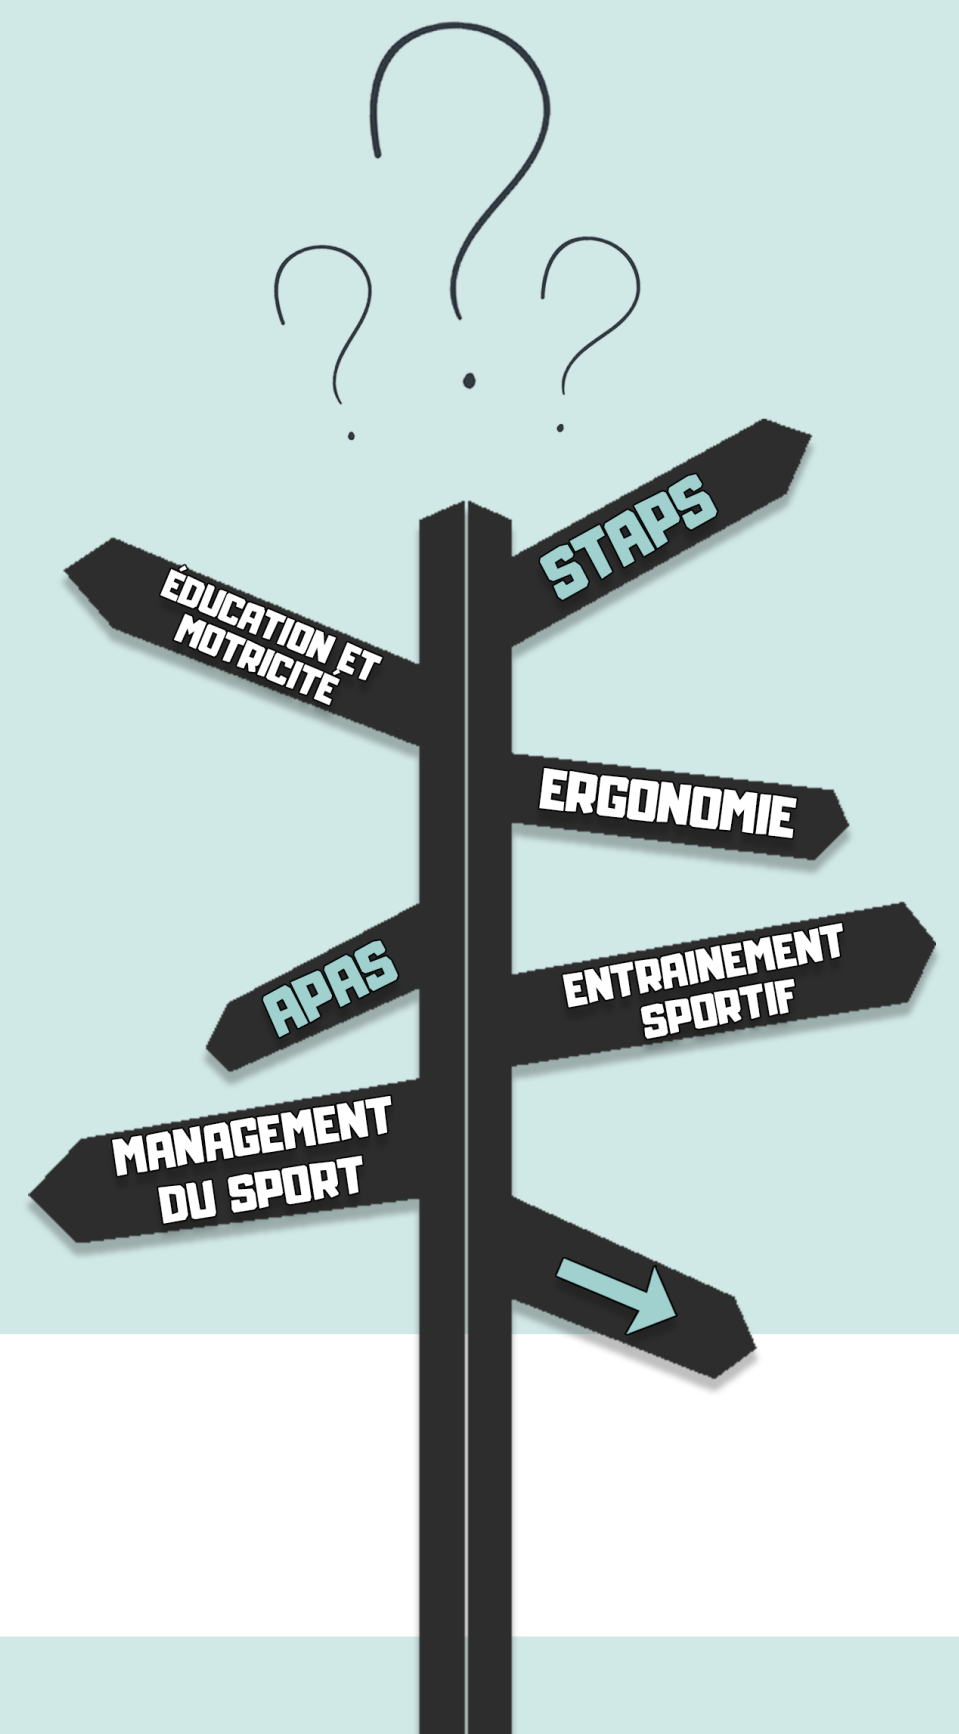 STAPS
ÉDUCATION ET
MOTRICITÉ
ERGONOMIE
APAS
ENTRAINEMENT
SPORTIF
MANAGEMENT
DU SPORT